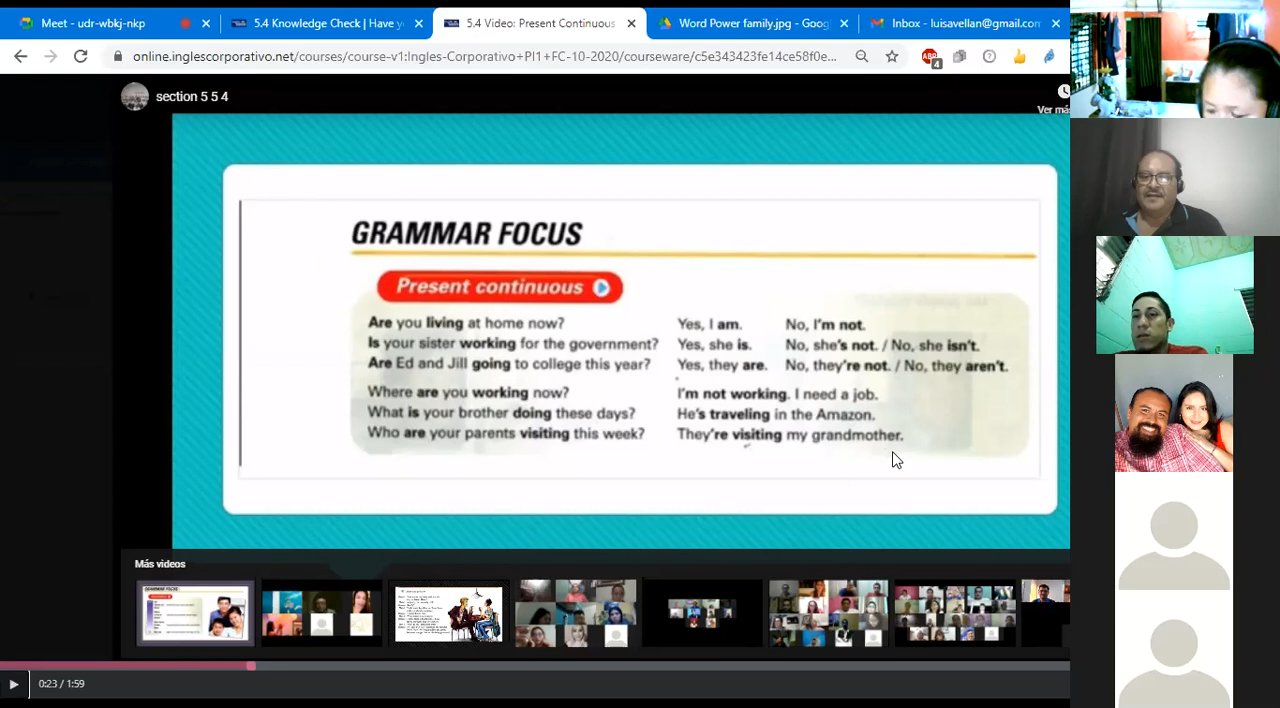 Meet - udr-wbkj-nkp
5.4 Knowledge Check | Have y
5.4 Video: Present Continuous
Word Power family.jpg - Goog
Inbox - luisavellan@gmail.com
online.inglescorporativo.net/courses/course-v1:Ingles-Corporativo+PI1+FC-10-2020/courseware/c5e343423fe14ce58f0e...
4
section 5 5 4
Ver más
GRAMMAR FOCUS
Present continuous
Are you living at home now? Yes, I am. No, I'm not.
Is your sister working for the government? Yes, she is. No, she's not. / No, she isn't.
Are Ed and Jill going to college this year? Yes, they are. No, they're not. / No, they aren't.
Where are you working now? I'm not working. I need a job.
What is your brother doing these days? He's traveling in the Amazon.
Who are your parents visiting this week? They're visiting my grandmother.
Más videos
GRAMMAR FOCUS
0:23 / 1:59